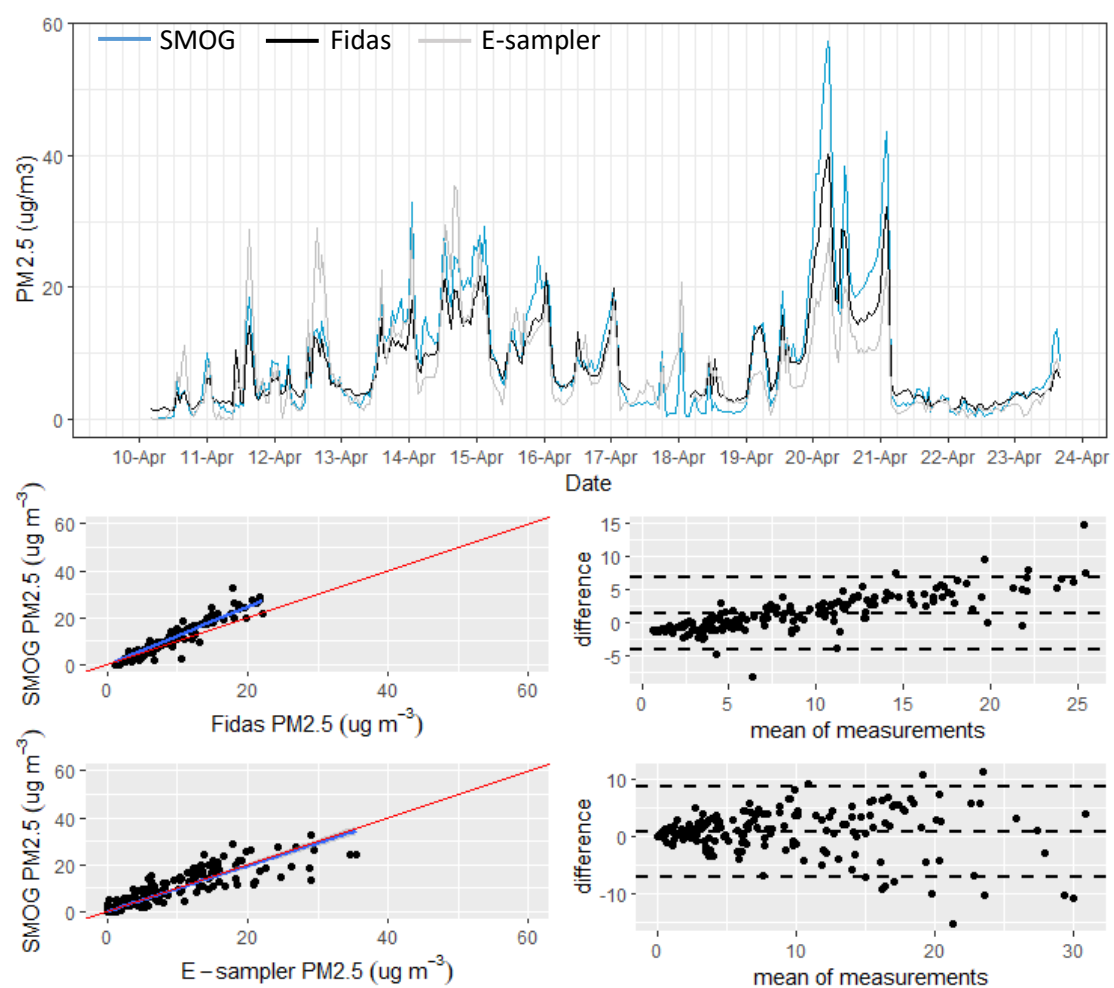 SMOG Fidas E-sampler
PM 2.5 (ug/m3)
60
40
20
0
10-Apr 11-Apr 12-Apr 13-Apr 14-Apr 15-Apr 16-Apr 17-Apr 18-Apr 19-Apr 20-Apr 21-Apr 22-Apr 23-Apr 24-Apr
Date
SMOG PM2.5 (ug m⁻³)
60
40
20
0
0 20 40 60
Fidas PM2.5 (ug m⁻³)
difference
15
10
5
0
-5
0 5 10 15 20 25
mean of measurements
SMOG PM2.5 (ug m⁻³)
60
40
20
0
0 20 40 60
E − sampler PM2.5 (ug m⁻³)
difference
10
0
-10
0 10 20 30
mean of measurements